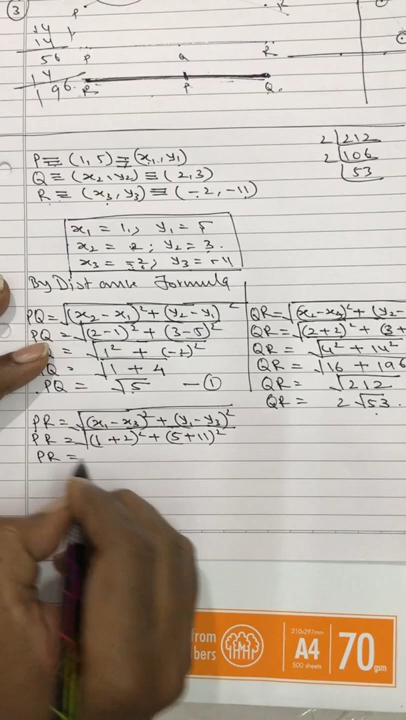 ③ P R
14
14
56
14
196.
P Q R
R P Q
P ≡ (1,5) ≡ (x₁,y₁)
Q ≡ (x₂,y₂) ≡ (2,3)
R ≡ (x₃,y₃) ≡ (-2,-11)
2 | 212
2 | 106
53
x₁ = 1, y₁ = 5
x₂ = 2; y₂ = 3.
By Distance Formula
PQ = √(x₂-x₁)² + (y₂-y₁)²
PQ = √(2-1)² + (3-5)²
Q = √1² + (-2)²
Q = √1 + 4
PQ = √5 — ①
QR = √(x₂-x₃)² + (y₂-
QR = √(2+2)² + (3+
QR = √4² + 14²
QR = √16 + 196
QR = √212
QR = 2√53.
PR = √(x₁-x₃)² + (y₁-y₃)²
PR = √(1+2)² + (5+11)²
PR =
from
bers
210x297mm
A4
500 sheets
70
gsm